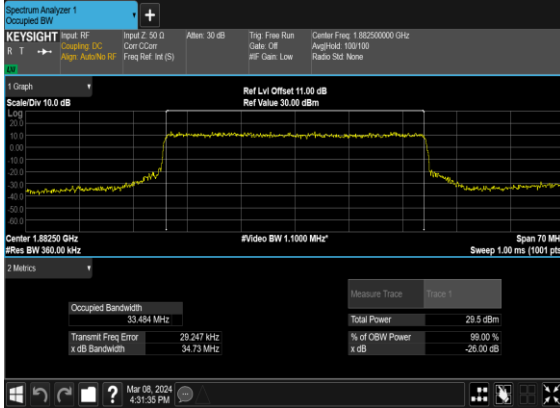 Spectrum Analyzer 1
Occupied BW
+
KEYSIGHT Input: RF Input Z: 50 Ω Atten: 30 dB Trig: Free Run Center Freq: 1.882500000 GHz
R T Coupling: DC Corr CCorr Gate: Off Avg|Hold: 100/100
Align: Auto/No RF Freq Ref: Int (S) #IF Gain: Low Radio Std: None
1 Graph
Ref Lvl Offset 11.00 dB
Scale/Div 10.0 dB Ref Value 30.00 dBm
Log
20.0
10.0
0.00
-10.0
-20.0
-30.0
-40.0
-50.0
-60.0
Center 1.88250 GHz #Video BW 1.1000 MHz* Span 70 MH
#Res BW 360.00 kHz Sweep 1.00 ms (1001 pts
2 Metrics
Measure Trace Trace 1
Occupied Bandwidth
33.484 MHz Total Power 29.5 dBm
Transmit Freq Error 29.247 kHz % of OBW Power 99.00 %
x dB Bandwidth 34.73 MHz x dB -26.00 dB
? Mar 08, 2024
4:31:35 PM